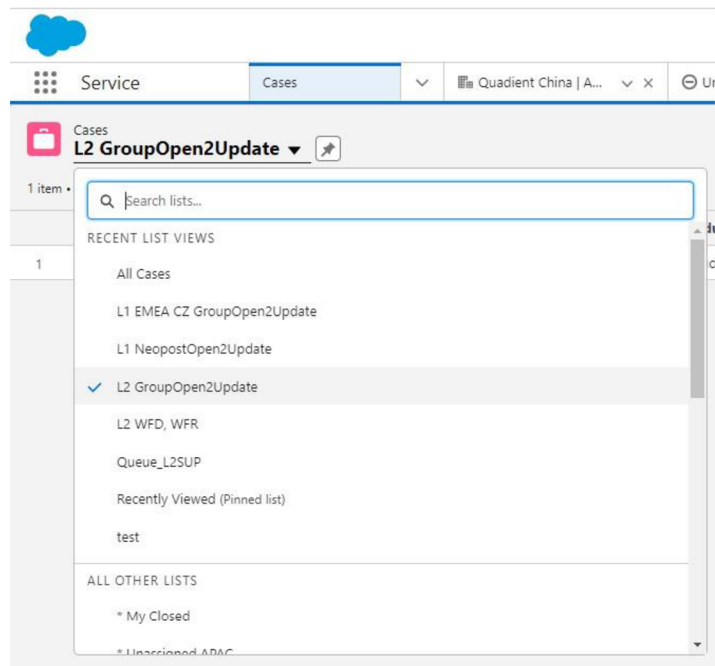 Service
Cases
Quadient China | A...
Cases
L2 GroupOpen2Update
1 item •
Search lists...
RECENT LIST VIEWS
1
All Cases
L1 EMEA CZ GroupOpen2Update
L1 NeopostOpen2Update
L2 GroupOpen2Update
L2 WFD, WFR
Queue_L2SUP
Recently Viewed (Pinned list)
test
ALL OTHER LISTS
* My Closed
* Unassigned APAC